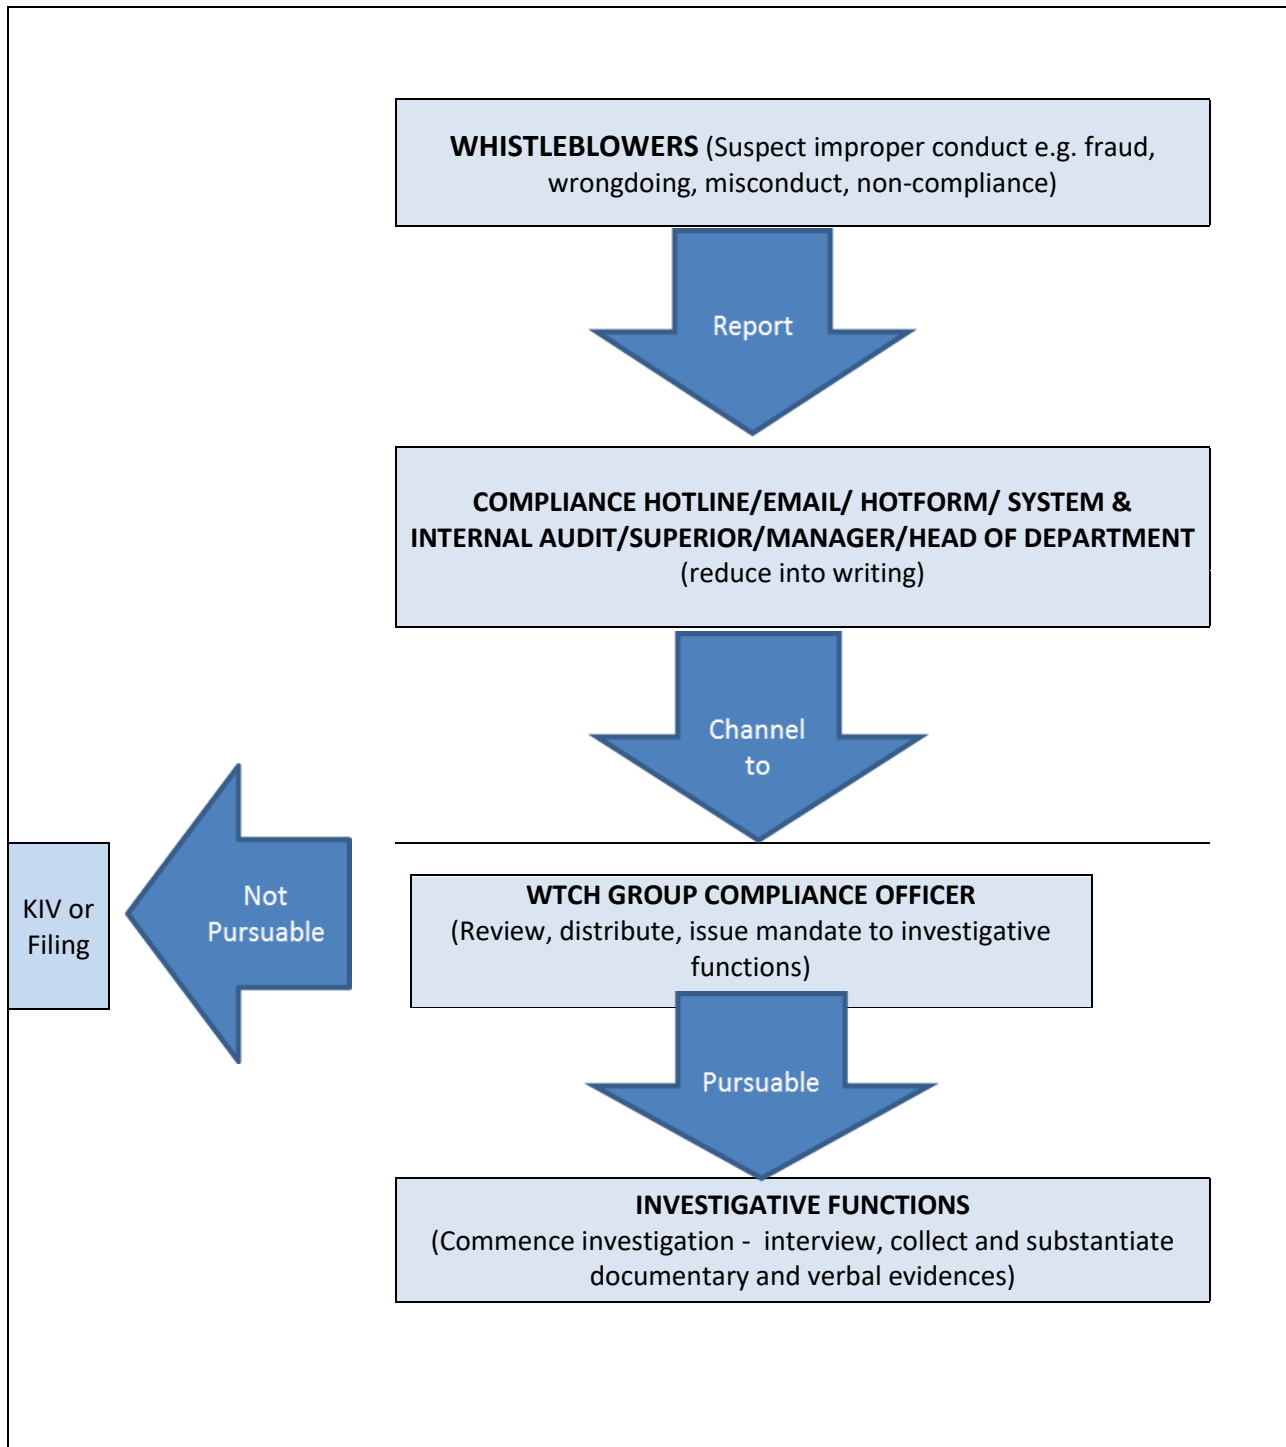 WHISTLEBLOWERS (Suspect improper conduct e.g. fraud,
wrongdoing, misconduct, non-compliance)
Report
COMPLIANCE HOTLINE/EMAIL/ HOTFORM/ SYSTEM &
INTERNAL AUDIT/SUPERIOR/MANAGER/HEAD OF DEPARTMENT
(reduce into writing)
Channel
to
KIV or
Filing
Not
Pursuable
WTCH GROUP COMPLIANCE OFFICER
(Review, distribute, issue mandate to investigative
functions)
Pursuable
INVESTIGATIVE FUNCTIONS
(Commence investigation -  interview, collect and substantiate
documentary and verbal evidences)